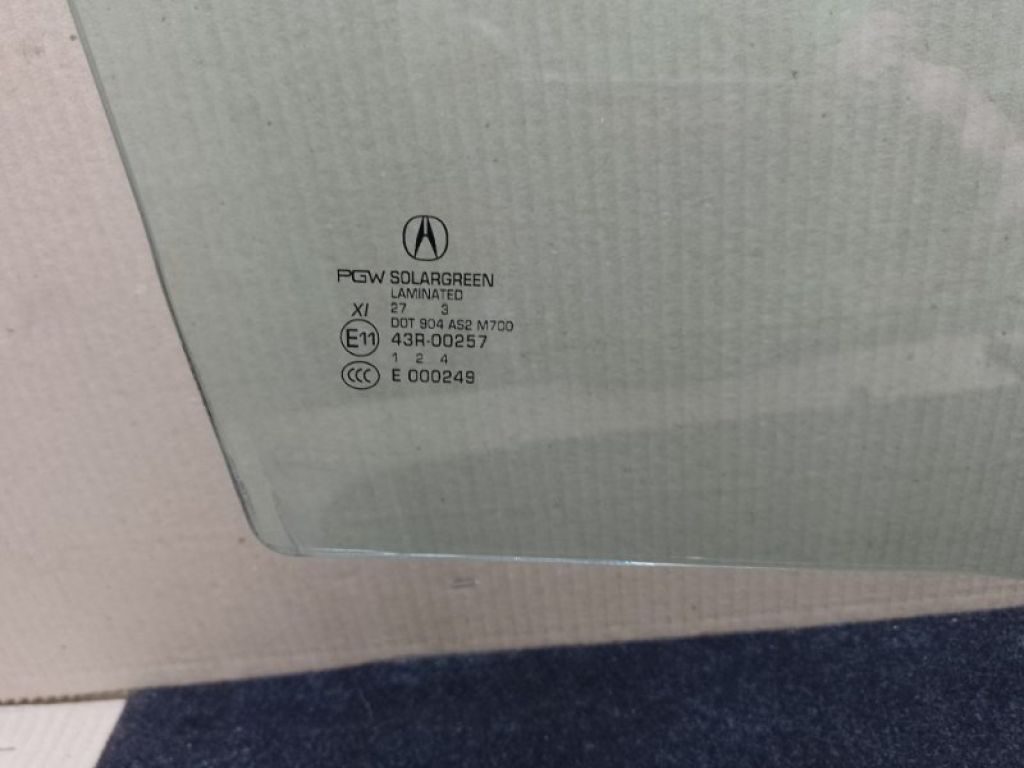 PGW SOLARGREEN
LAMINATED
XI 27 3
DOT 904 AS2 M700
E11 43R-00257
1 2 4
CCC E 000249